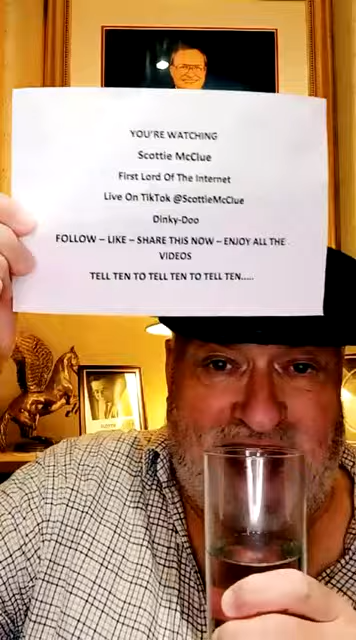 YOU'RE WATCHING
Scottie McClue
First Lord Of The Internet
Live On TikTok @ScottieMcClue
Dinky-Doo
FOLLOW – LIKE – SHARE THIS NOW – ENJOY ALL THE
VIDEOS
TELL TEN TO TELL TEN TO TELL TEN.....